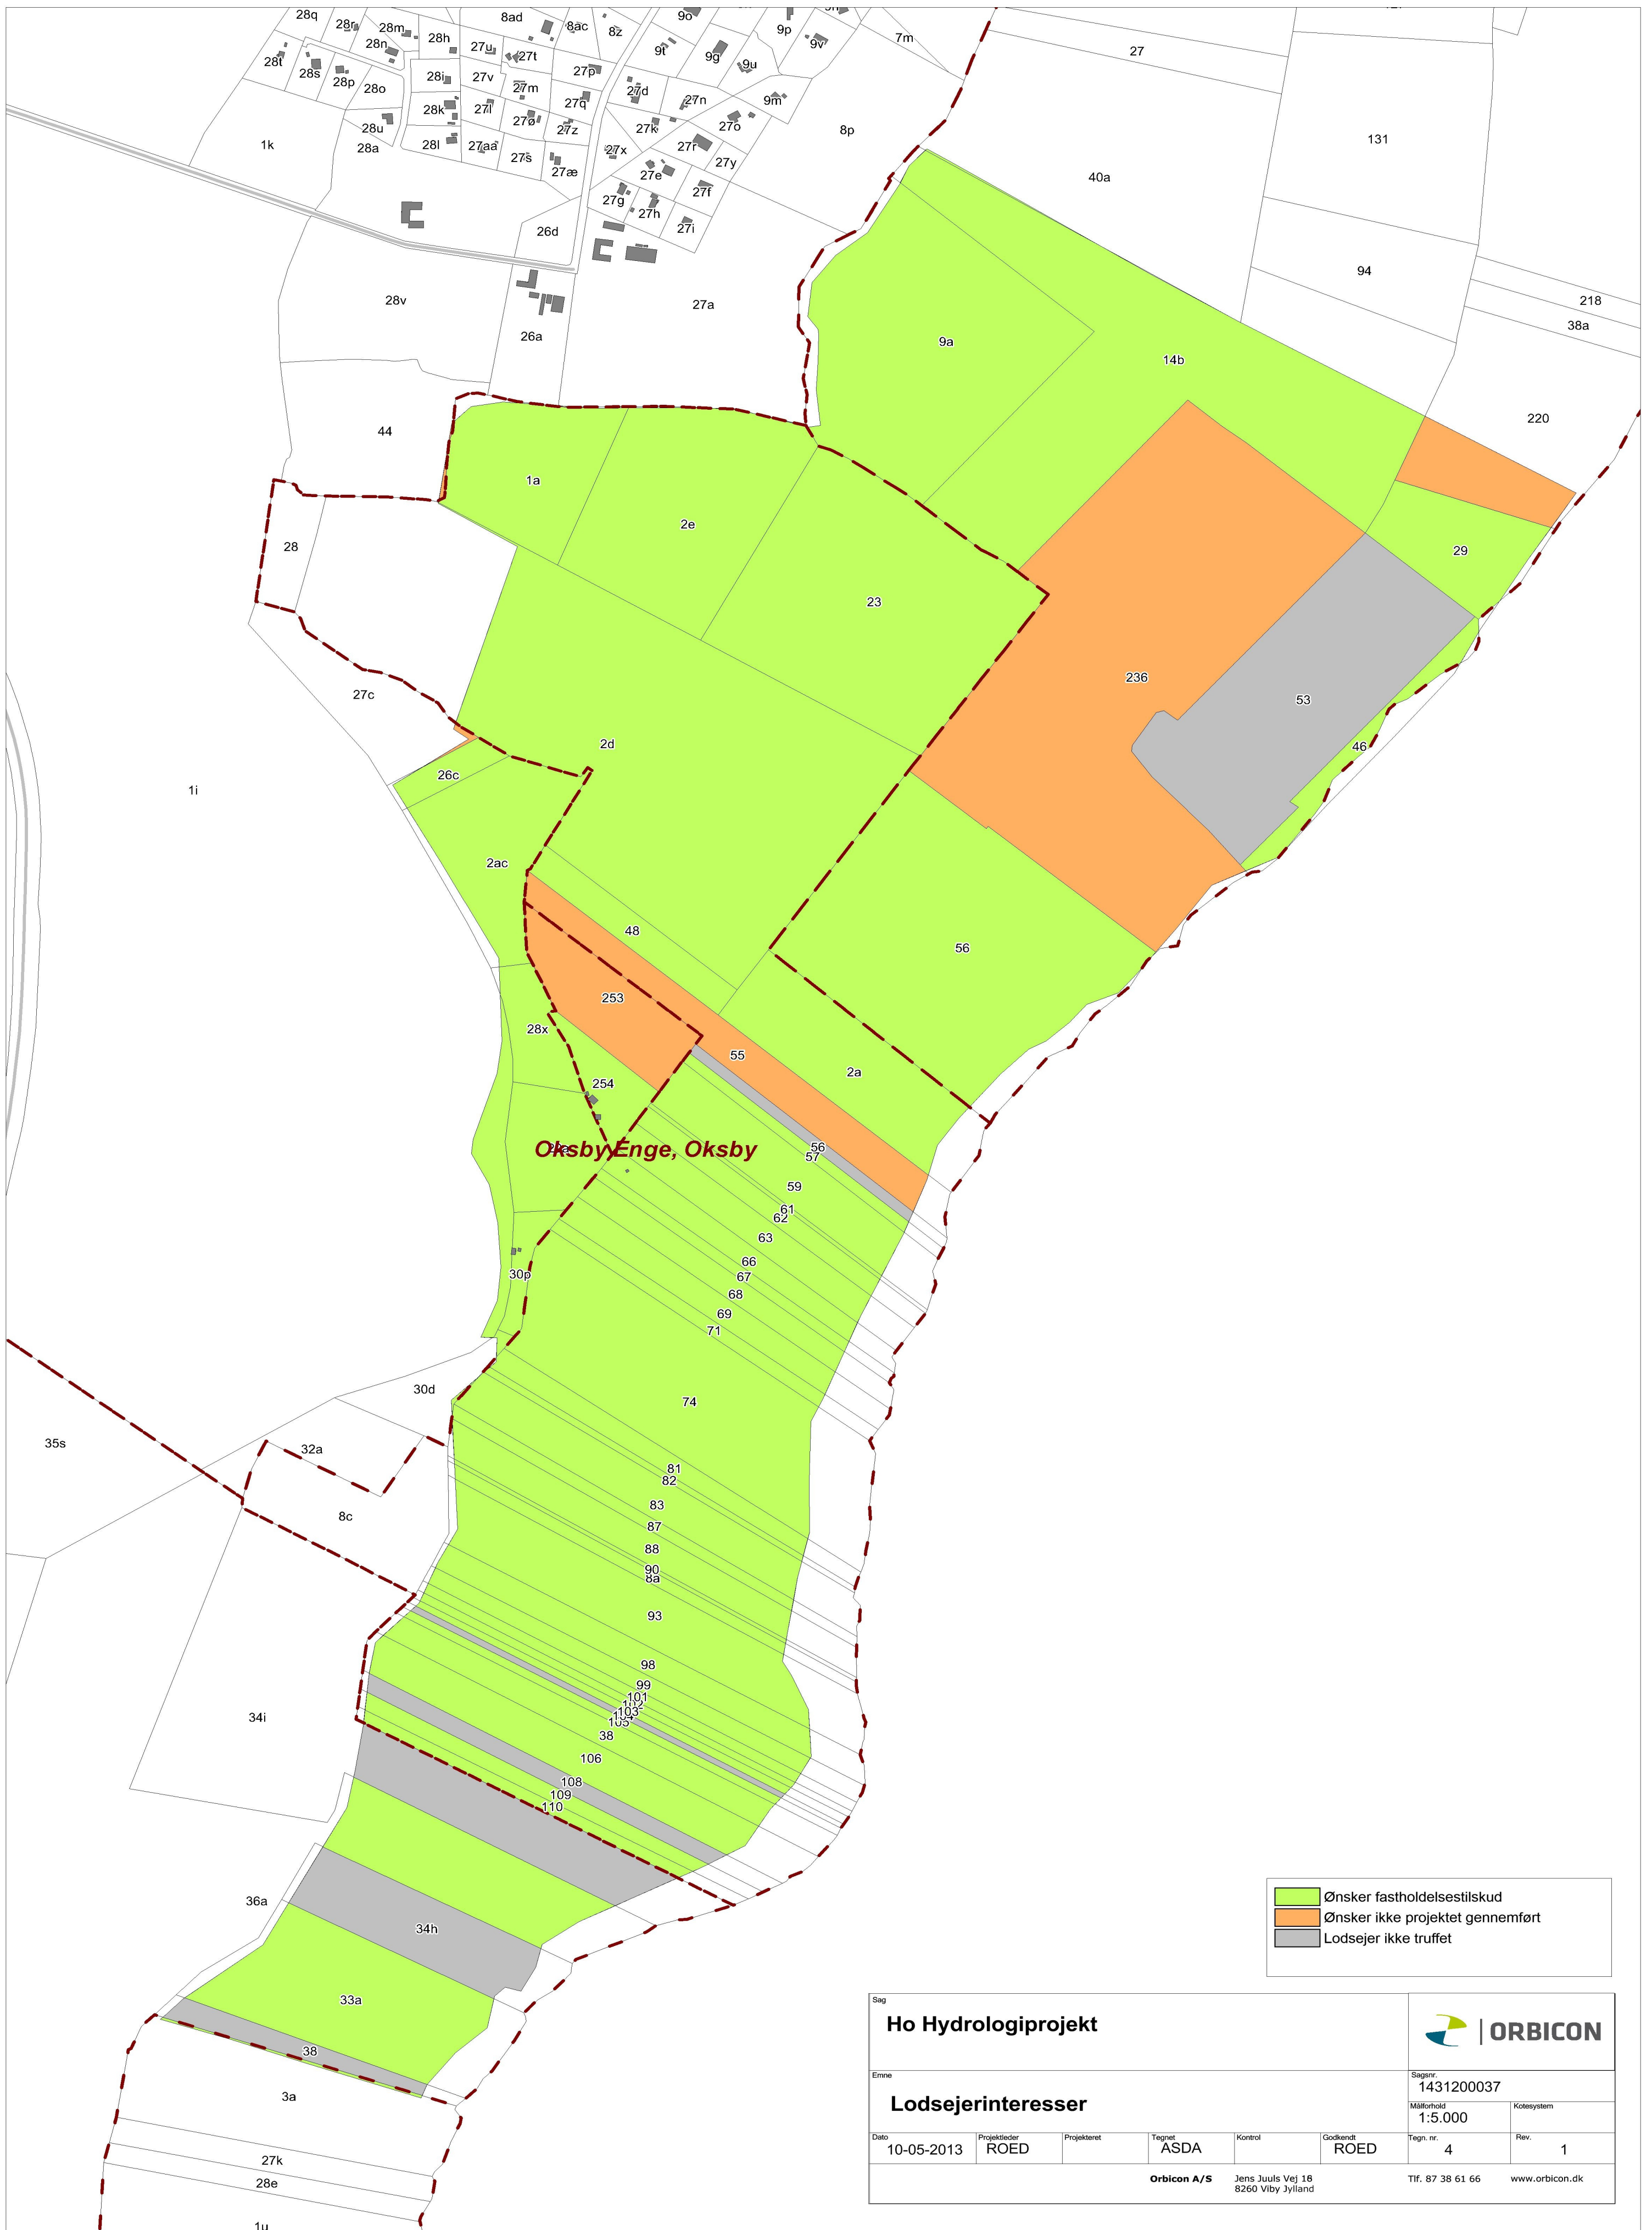 28q
28r
28m
8ad
8ac
8z
9o
9p
7m
27
28n
28h
27u
27t
9t
9g
9v
9u
28t
28s
28p
28o
28i
27v
27p
27m
27d
27n
9m
28k
27l
27q
27ø
27z
27k
27o
8p
131
28u
28a
28l
27aa
27s
27x
27r
27y
1k
27æ
27e
27f
40a
27g
27h
27i
26d
94
218
38a
28v
27a
26a
9a
14b
220
44
1a
2e
28
29
23
236
53
27c
2d
46
26c
1i
2ac
48
56
253
28x
55
2a
254
Oksby Enge, Oksby
56
57
59
61
62
63
66
67
68
69
71
30p
30d
74
35s
32a
81
82
83
8c
87
88
90
8a
93
98
99
101
102
103
104
105
34i
38
106
108
109
110
36a
34h
33a
38
3a
27k
28e
1u
Ønsker fastholdelsestilskud
Ønsker ikke projektet gennemført
Lodsejer ikke truffet
Sag
Ho Hydrologiprojekt
ORBICON
Emne
Lodsejerinteresser
Sagsnr.
1431200037
Målforhold
1:5.000
Kotesystem
Dato
10-05-2013
Projektleder
ROED
Projekteret
Tegnet
ASDA
Kontrol
Godkendt
ROED
Tegn. nr.
4
Rev.
1
Orbicon A/S
Jens Juuls Vej 18
8260 Viby Jylland
Tlf. 87 38 61 66
www.orbicon.dk